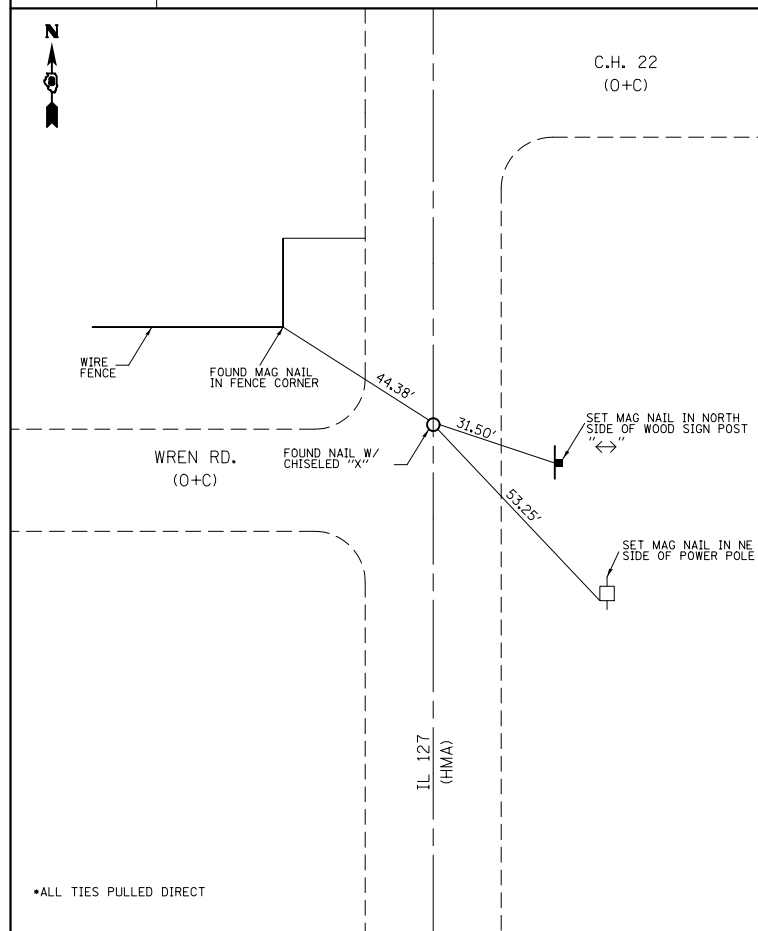 N
C.H. 22
(O+C)
WIRE
FENCE
FOUND MAG NAIL
IN FENCE CORNER
44.38'
31.50'
SET MAG NAIL IN NORTH
SIDE OF WOOD SIGN POST
"↔"
WREN RD.
(O+C)
FOUND NAIL W/
CHISELED "X"
53.25'
SET MAG NAIL IN NE
SIDE OF POWER POLE
IL 127
(HMA)
*ALL TIES PULLED DIRECT